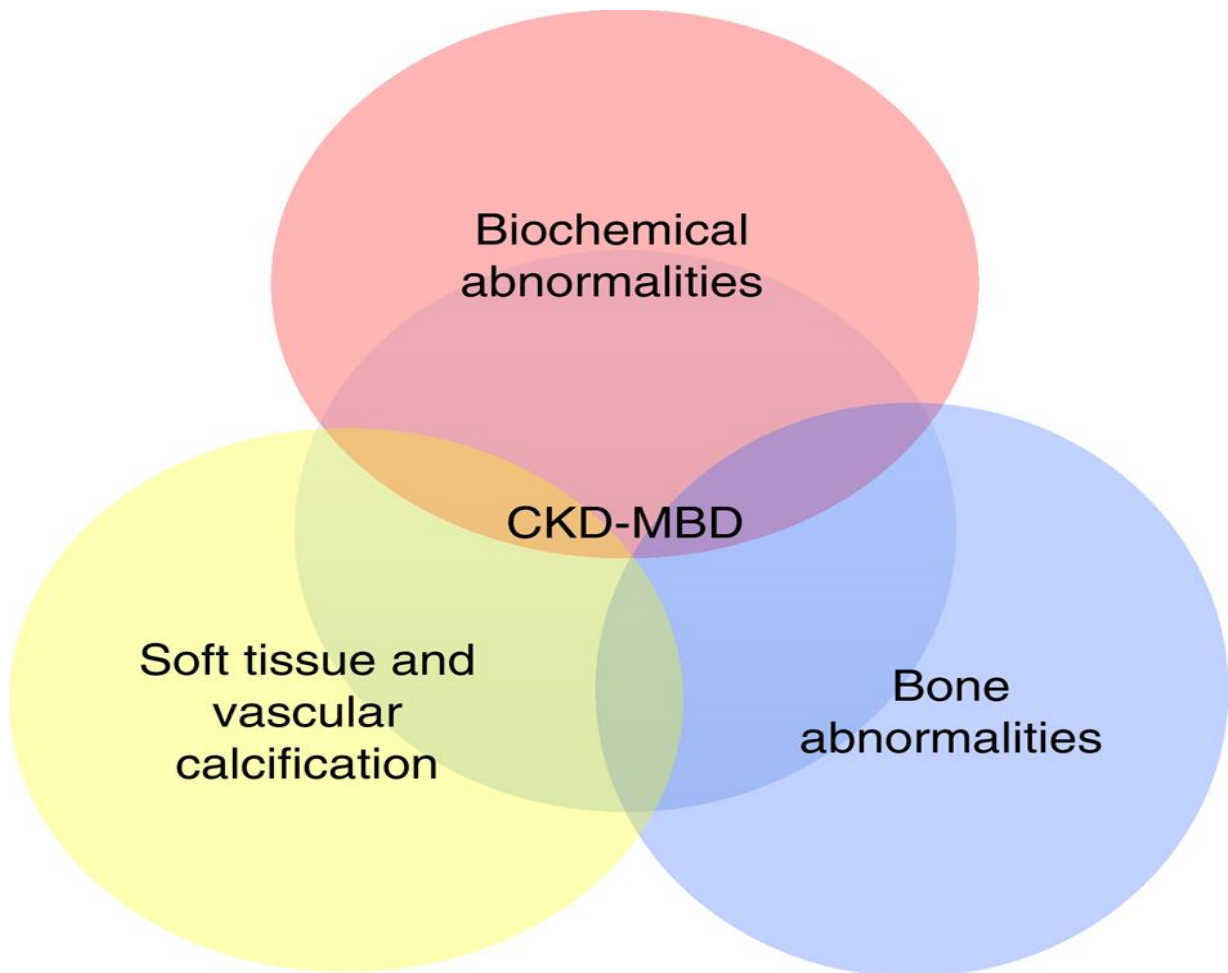 Biochemical
abnormalities
CKD-MBD
Soft tissue and
vascular
calcification
Bone
abnormalities